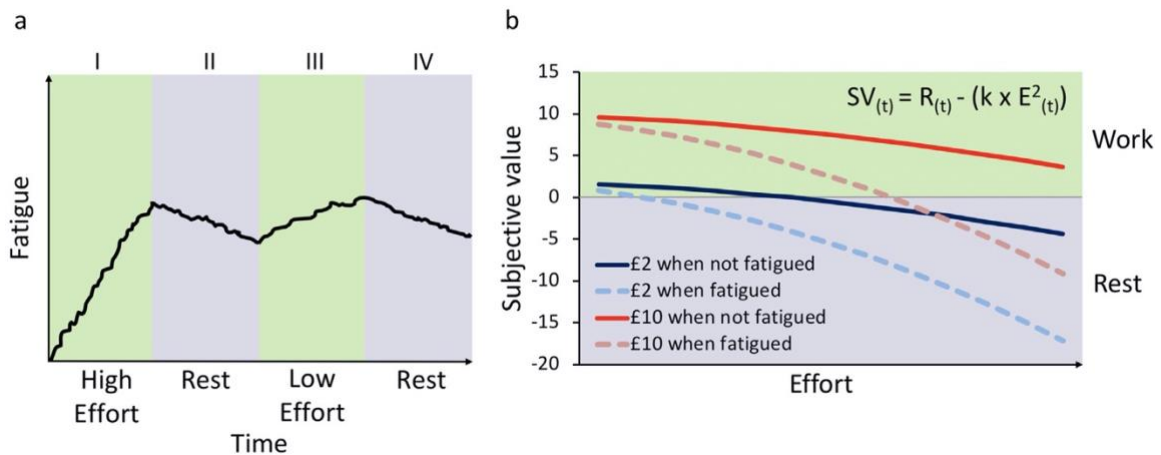 a
I II III IV
Fatigue
High Effort
Rest
Low Effort
Rest
Time
b
Subjective value
15
10
5
0
-5
-10
-15
-20
SV(t) = R(t) - (k x E²(t))
Work
Rest
£2 when not fatigued
£2 when fatigued
£10 when not fatigued
£10 when fatigued
Effort